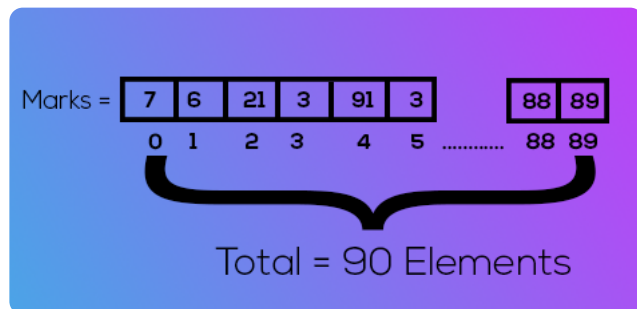 Marks = 7 6 21 3 91 3 88 89
0 1 2 3 4 5 ............ 88 89
Total = 90 Elements